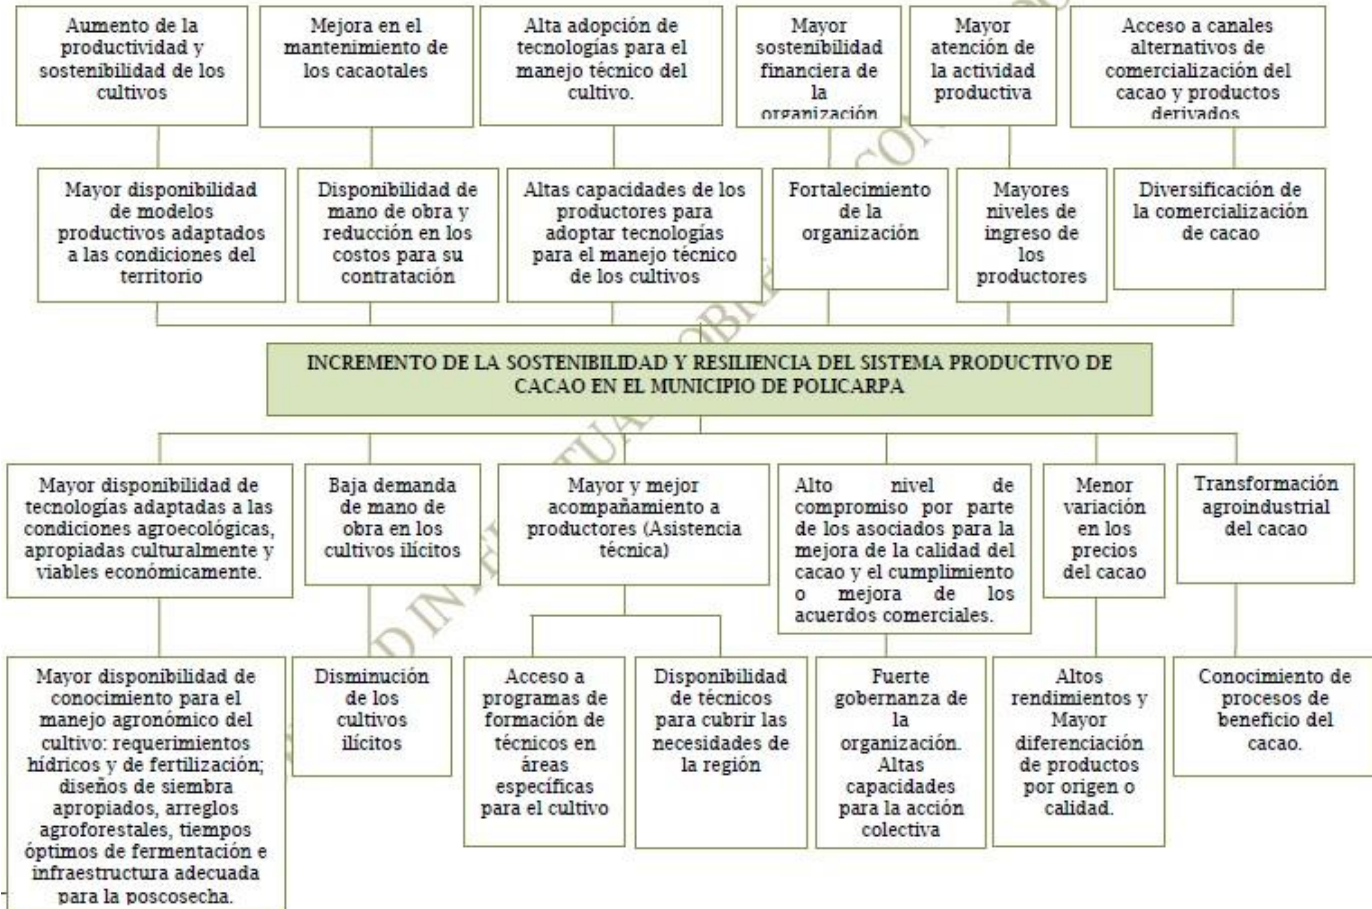 Aumento de la
productividad y
sostenibilidad de los
cultivos
Mejora en el
mantenimiento de
los cacaotales
Alta adopción de
tecnologías para el
manejo técnico del
cultivo.
Mayor
sostenibilidad
financiera de
la
organización
Mayor
atención de
la actividad
productiva
Acceso a canales
alternativos de
comercialización del
cacao y productos
derivados
Mayor disponibilidad
de modelos
productivos adaptados
a las condiciones del
territorio
Disponibilidad de
mano de obra y
reducción en los
costos para su
contratación
Altas capacidades de los
productores para
adoptar tecnologías
para el manejo técnico
de los cultivos
Fortalecimiento
de la
organización
Mayores
niveles de
ingreso de
los
productores
Diversificación de
la comercialización
de cacao
INCREMENTO DE LA SOSTENIBILIDAD Y RESILIENCIA DEL SISTEMA PRODUCTIVO DE
CACAO EN EL MUNICIPIO DE POLICARPA
Mayor disponibilidad de
tecnologías adaptadas a las
condiciones agroecológicas,
apropiadas culturalmente y
viables económicamente.
Baja demanda
de mano de
obra en los
cultivos ilícitos
Mayor y mejor
acompañamiento a
productores (Asistencia
técnica)
Alto nivel de
compromiso por parte
de los asociados para la
mejora de la calidad del
cacao y el cumplimiento
o mejora de los
acuerdos comerciales.
Menor
variación
en los
precios
del cacao
Transformación
agroindustrial
del cacao
Mayor disponibilidad de
conocimiento para el
manejo agronómico del
cultivo: requerimientos
hídricos y de fertilización;
diseños de siembra
apropiados, arreglos
agroforestales, tiempos
óptimos de fermentación e
infraestructura adecuada
para la poscosecha.
Disminución
de los
cultivos
ilícitos
Acceso a
programas de
formación de
técnicos en
áreas
específicas
para el cultivo
Disponibilidad
de técnicos
para cubrir las
necesidades de
la región
Fuerte
gobernanza de
la
organización.
Altas
capacidades
para la acción
colectiva
Altos
rendimientos y
Mayor
diferenciación
de productos
por origen o
calidad.
Conocimiento de
procesos de
beneficio del
cacao.